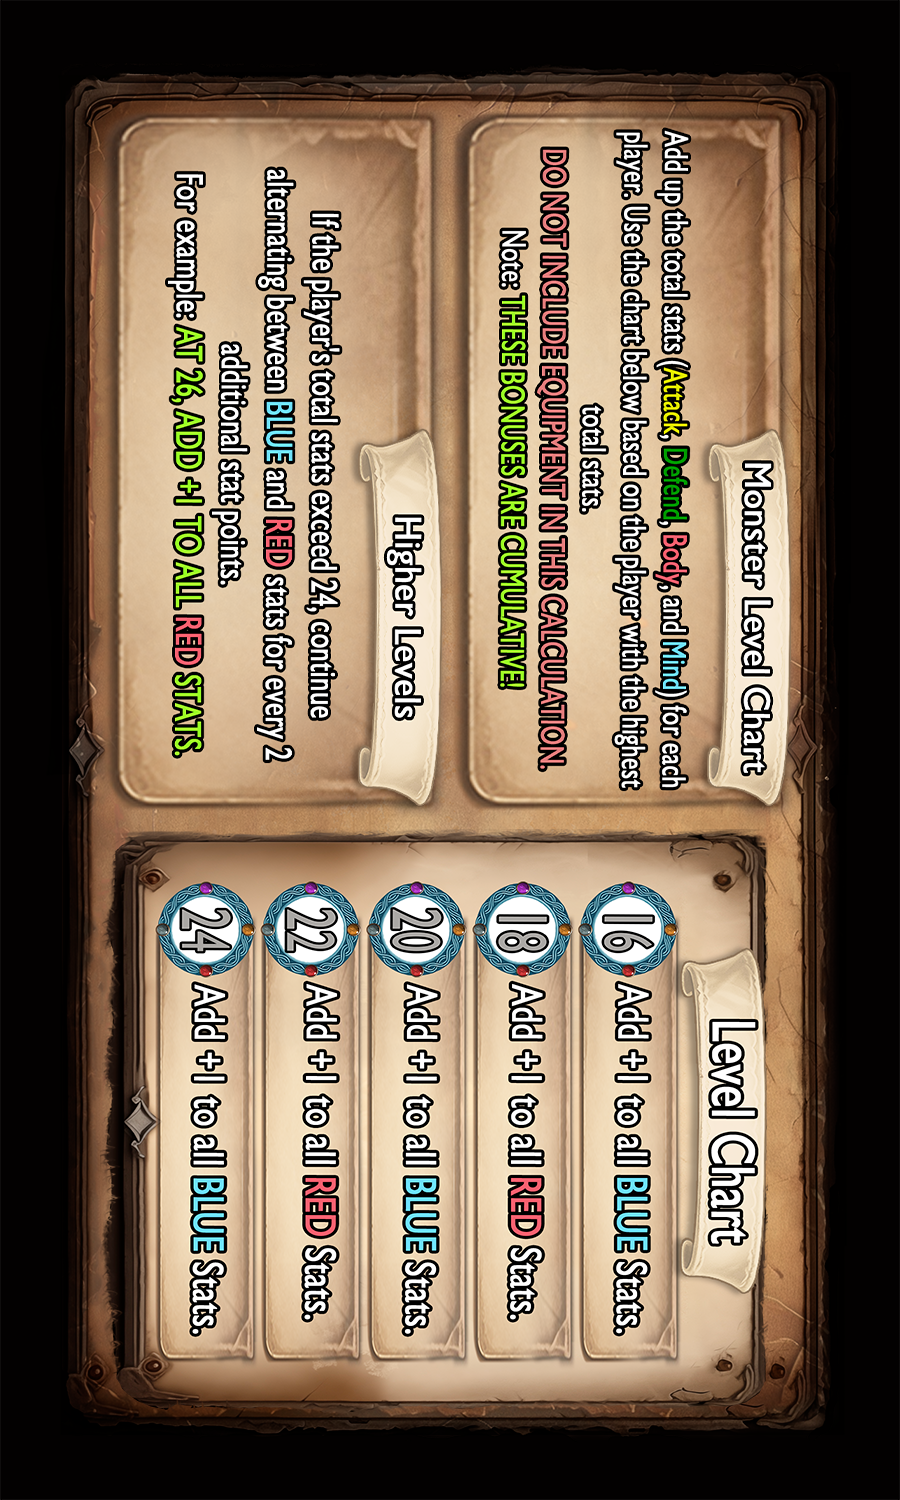 Monster Level Chart
Add up the total stats (Attack, Defend, Body, and Mind) for each
player. Use the chart below based on the player with the highest
total stats.
DO NOT INCLUDE EQUIPMENT IN THIS CALCULATION.
Note: THESE BONUSES ARE CUMULATIVE!
Higher Levels
If the player's total stats exceed 24, continue
alternating between BLUE and RED stats for every 2
additional stat points.
For example: AT 26, ADD +1 TO ALL RED STATS.
Level Chart
16 Add +1 to all BLUE Stats.
18 Add +1 to all RED Stats.
20 Add +1 to all BLUE Stats.
22 Add +1 to all RED Stats.
24 Add +1 to all BLUE Stats.